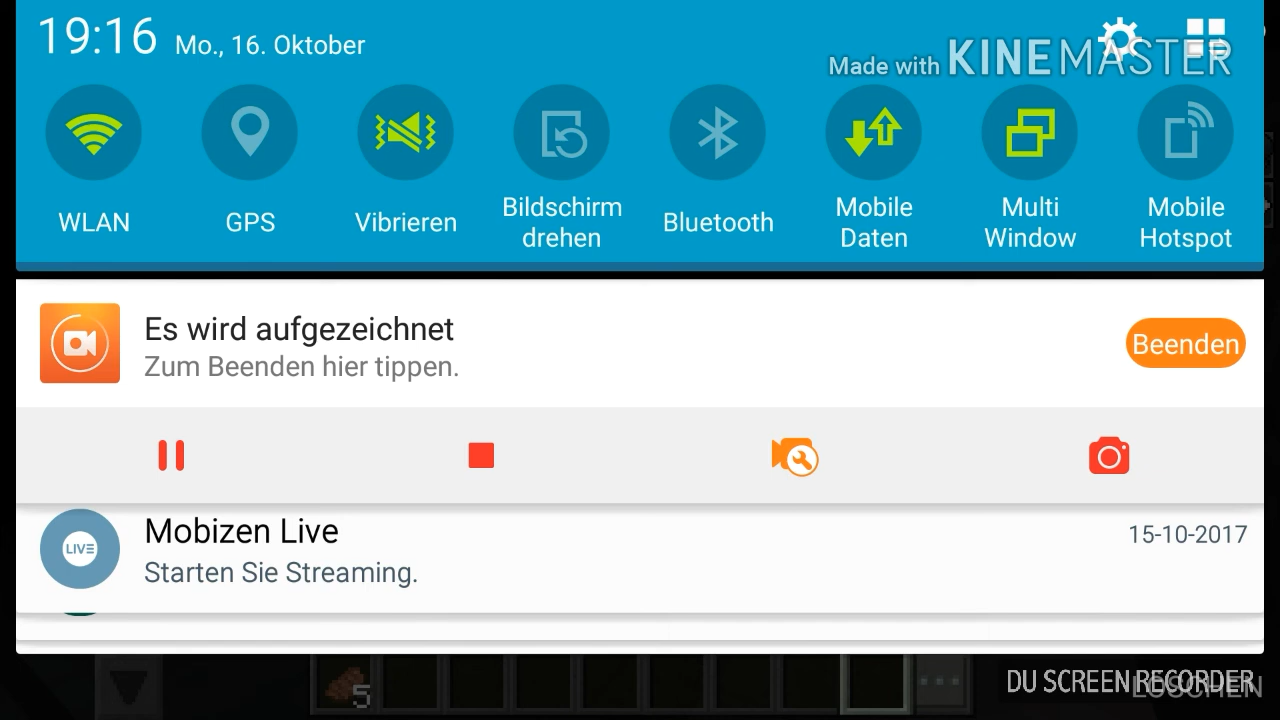 19:16 Mo., 16. Oktober
Made with KINEMASTER
WLAN
GPS
Vibrieren
Bildschirm
drehen
Bluetooth
Mobile
Daten
Multi
Window
Mobile
Hotspot
Es wird aufgezeichnet
Zum Beenden hier tippen.
Beenden
LIVE
Mobizen Live
15-10-2017
Starten Sie Streaming.
5
DU SCREEN RECORDER
LÖSCHEN